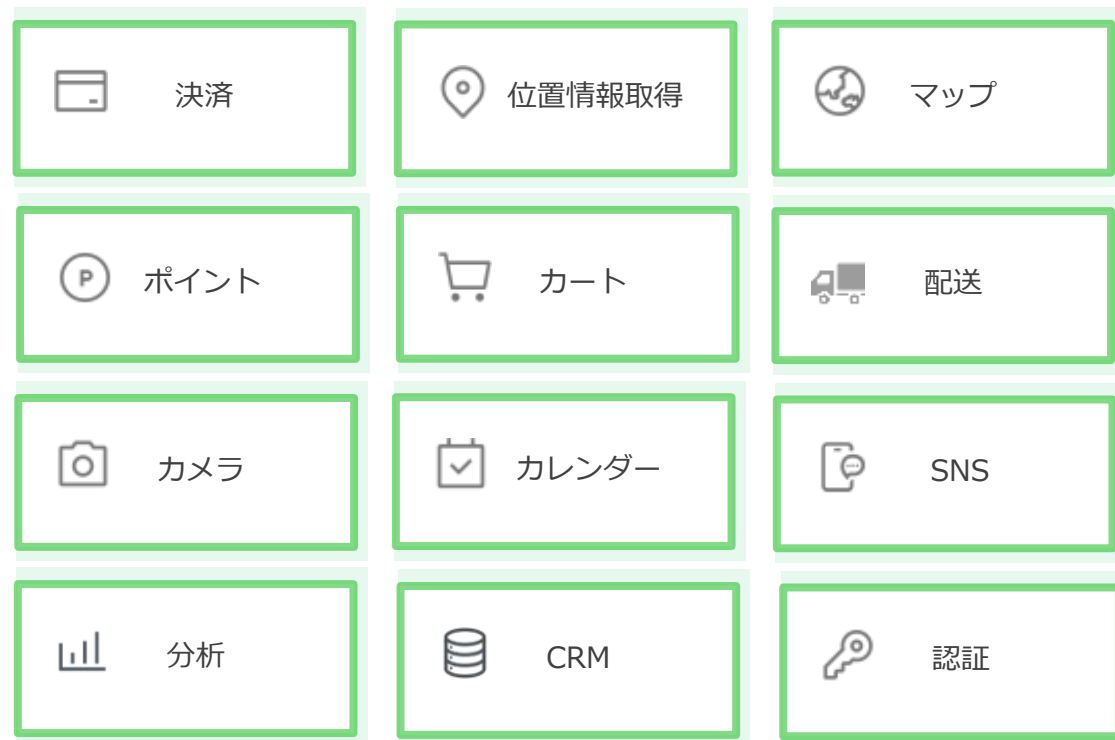 決済
位置情報取得
マップ
P
ポイント
カート
配送
カメラ
カレンダー
SNS
分析
CRM
認証